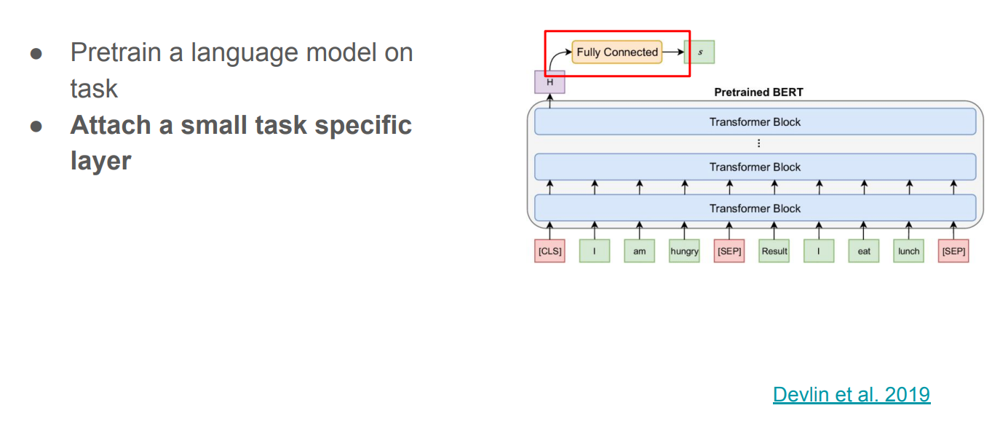 ● Pretrain a language model on
task
● Attach a small task specific
layer
Fully Connected
s
H
Pretrained BERT
Transformer Block
⋮
Transformer Block
Transformer Block
[CLS] I am hungry [SEP] Result I eat lunch [SEP]
Devlin et al. 2019